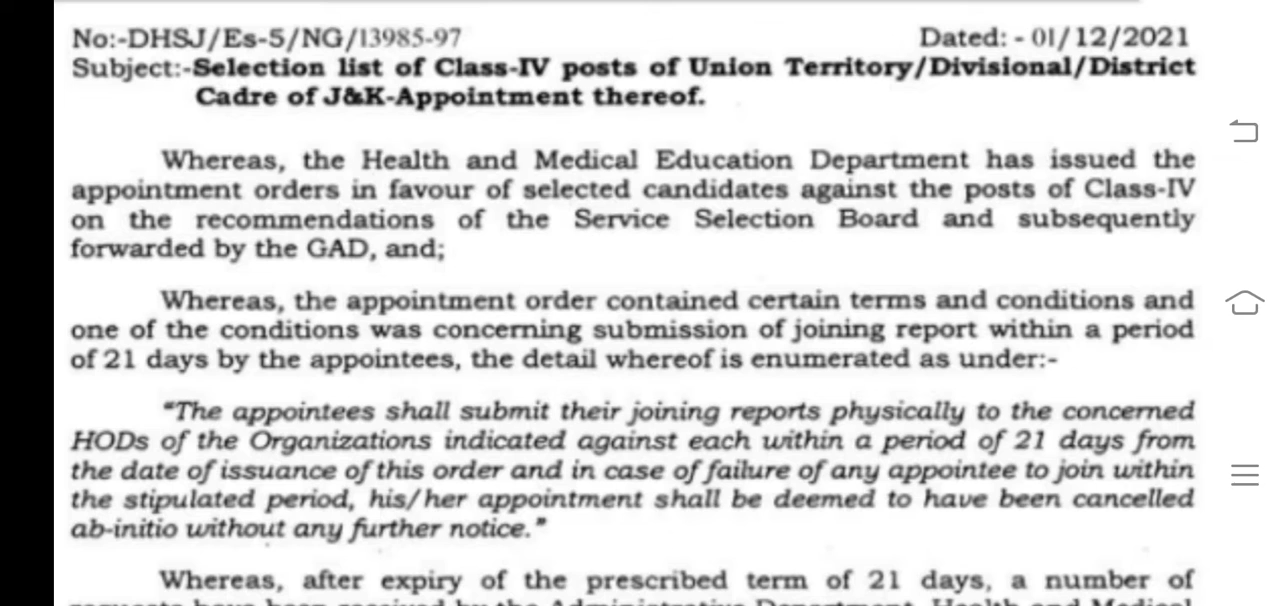 No:-DHSJ/Es-5/NG/13985-97 Dated: - 01/12/2021
Subject:-Selection list of Class-IV posts of Union Territory/Divisional/District
Cadre of J&K-Appointment thereof.
Whereas, the Health and Medical Education Department has issued the
appointment orders in favour of selected candidates against the posts of Class-IV
on the recommendations of the Service Selection Board and subsequently
forwarded by the GAD, and;
Whereas, the appointment order contained certain terms and conditions and
one of the conditions was concerning submission of joining report within a period
of 21 days by the appointees, the detail whereof is enumerated as under:-
"The appointees shall submit their joining reports physically to the concerned
HODs of the Organizations indicated against each within a period of 21 days from
the date of issuance of this order and in case of failure of any appointee to join within
the stipulated period, his/her appointment shall be deemed to have been cancelled
ab-initio without any further notice."
Whereas, after expiry of the prescribed term of 21 days, a number of